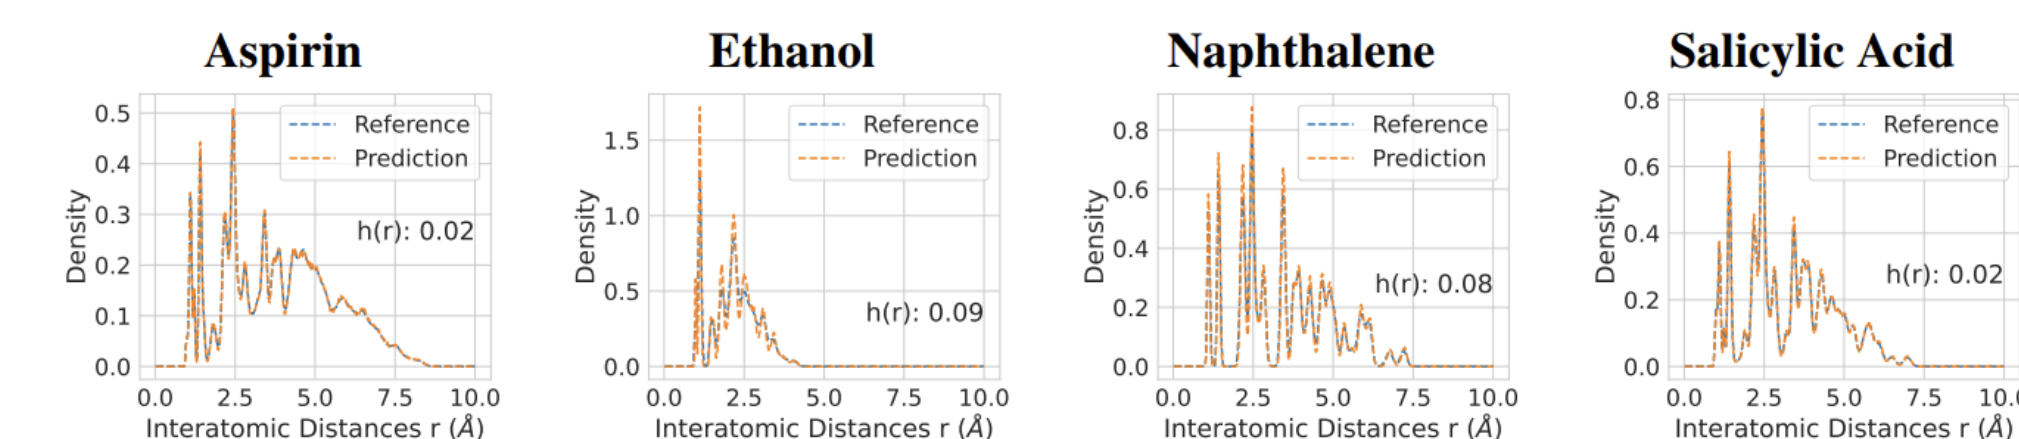 Aspirin
0.5
0.4
0.3
0.2
0.1
0.0
Density
Reference
Prediction
h(r): 0.02
0.0 2.5 5.0 7.5 10.0
Interatomic Distances r (Å)
Ethanol
1.5
1.0
0.5
0.0
Density
Reference
Prediction
h(r): 0.09
0.0 2.5 5.0 7.5 10.0
Interatomic Distances r (Å)
Naphthalene
0.8
0.6
0.4
0.2
0.0
Density
Reference
Prediction
h(r): 0.08
0.0 2.5 5.0 7.5 10.0
Interatomic Distances r (Å)
Salicylic Acid
0.8
0.6
0.4
0.2
0.0
Density
Reference
Prediction
h(r): 0.02
0.0 2.5 5.0 7.5 10.0
Interatomic Distances r (Å)